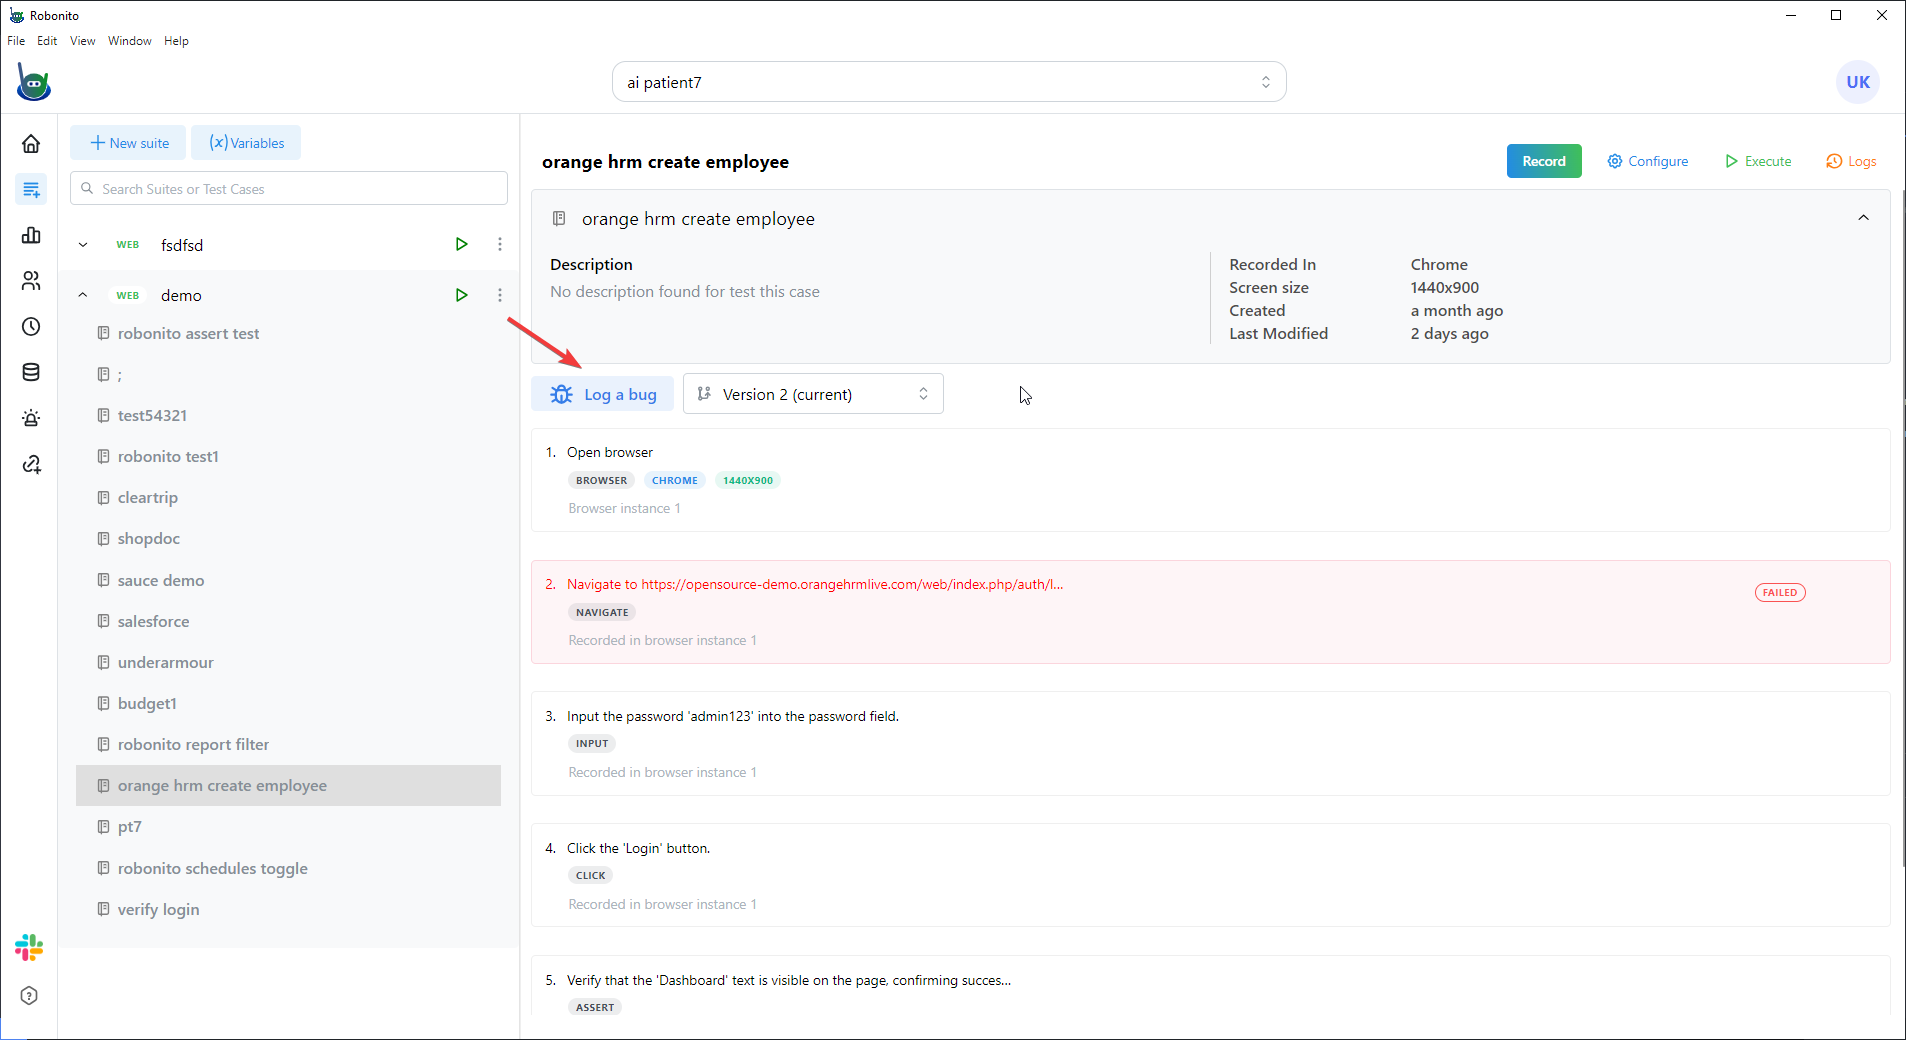 Robonito
File Edit View Window Help
ai patient7
UK
New suite
(x)Variables
Search Suites or Test Cases
WEB fsdfsd
WEB demo
robonito assert test
;
test54321
robonito test1
cleartrip
shopdoc
sauce demo
salesforce
underarmour
budget1
robonito report filter
orange hrm create employee
pt7
robonito schedules toggle
verify login
orange hrm create employee
Record
Configure
Execute
Logs
orange hrm create employee
Description
No description found for test this case
Recorded In Chrome
Screen size 1440x900
Created a month ago
Last Modified 2 days ago
Log a bug
Version 2 (current)
1. Open browser
BROWSER CHROME 1440X900
Browser instance 1
2. Navigate to https://opensource-demo.orangehrmlive.com/web/index.php/auth/l...
FAILED
NAVIGATE
Recorded in browser instance 1
3. Input the password 'admin123' into the password field.
INPUT
Recorded in browser instance 1
4. Click the 'Login' button.
CLICK
Recorded in browser instance 1
5. Verify that the 'Dashboard' text is visible on the page, confirming succes...
ASSERT